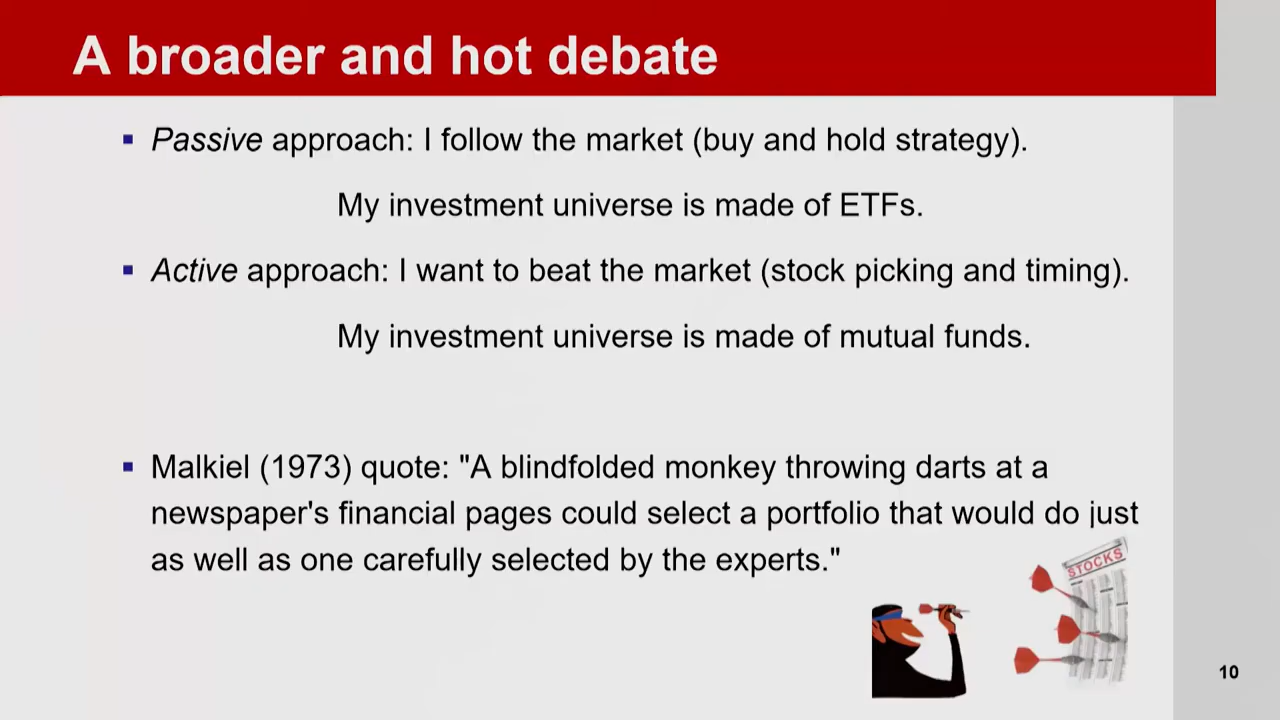 A broader and hot debate
▪ Passive approach: I follow the market (buy and hold strategy).
My investment universe is made of ETFs.
▪ Active approach: I want to beat the market (stock picking and timing).
My investment universe is made of mutual funds.
▪ Malkiel (1973) quote: "A blindfolded monkey throwing darts at a
newspaper's financial pages could select a portfolio that would do just
as well as one carefully selected by the experts."
STOCKS
10